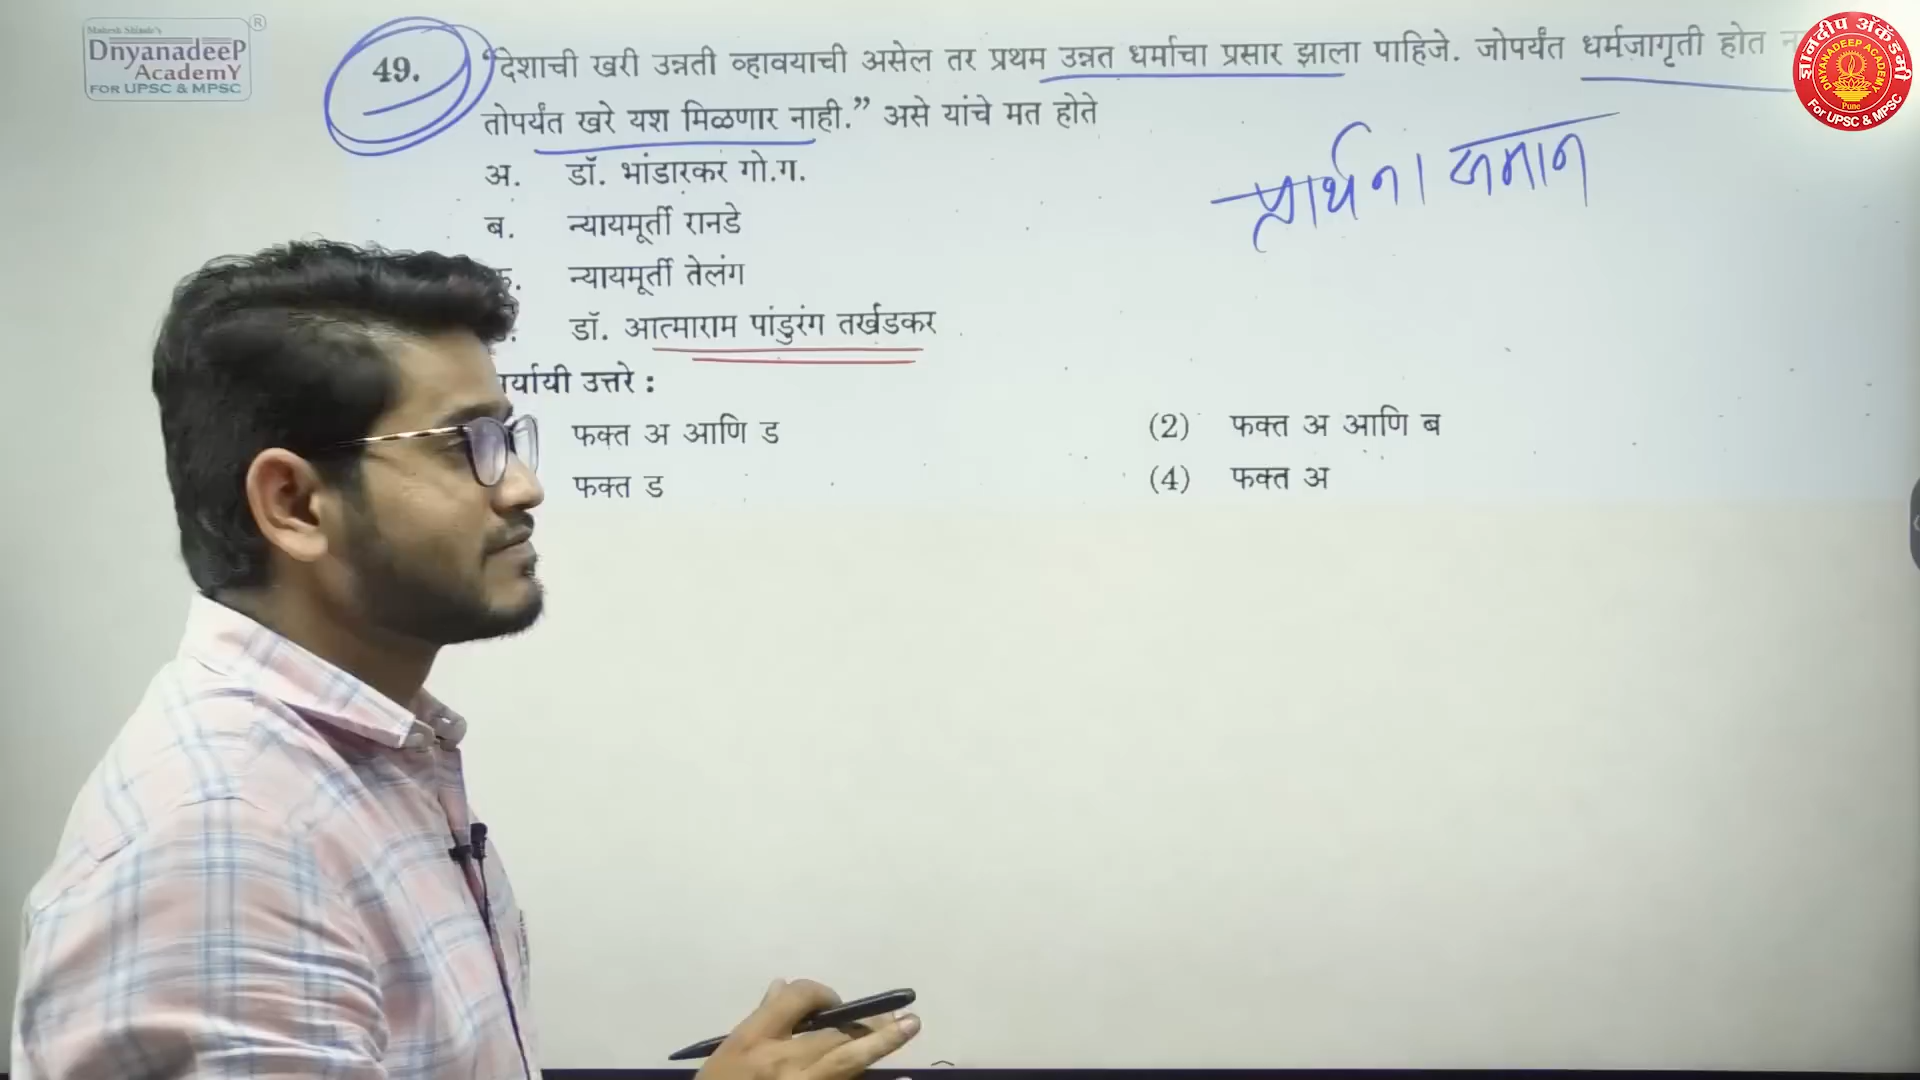 Mahesh Shinde's
DnyanadeeP
AcademY
FOR UPSC & MPSC
®
49. "देशाची खरी उन्नती व्हावयाची असेल तर प्रथम उन्नत धर्माचा प्रसार झाला पाहिजे. जोपर्यंत धर्मजागृती होत
तोपर्यंत खरे यश मिळणार नाही." असे यांचे मत होते
अ. डॉ. भांडारकर गो.ग.
ब. न्यायमूर्ती रानडे
न्यायमूर्ती तेलंग
डॉ. आत्माराम पांडुरंग तर्खडकर
र्यायी उत्तरे :
फक्त अ आणि ड (2) फक्त अ आणि ब
फक्त ड (4) फक्त अ
प्रार्थना समाज
ज्ञानदीप अॅकॅडमी
DNYANADEEP ACADEMY
Pune
For UPSC & MPSC